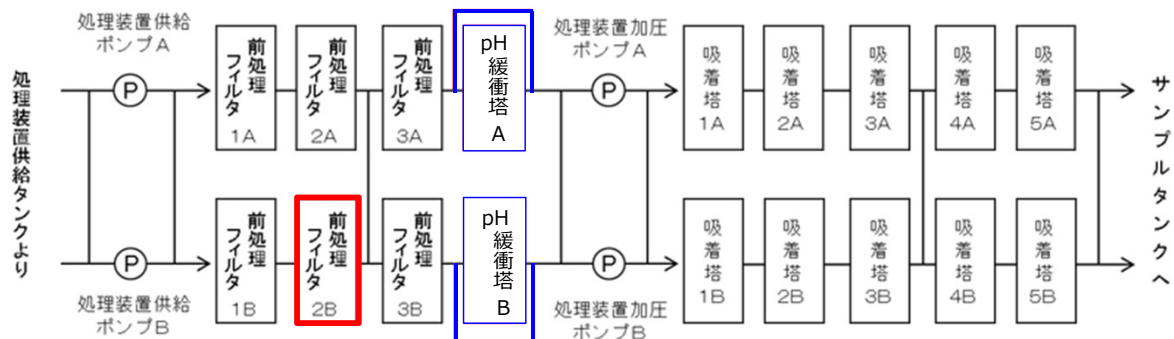 処理装置供給タンクより
処理装置供給
ポンプA
P
前処理
フィルタ
1A
前処理
フィルタ
2A
前処理
フィルタ
3A
pH
緩衝塔
A
処理装置加圧
ポンプA
P
吸着塔
1A
吸着塔
2A
吸着塔
3A
吸着塔
4A
吸着塔
5A
サンプルタンクへ
P
処理装置供給
ポンプB
前処理
フィルタ
1B
前処理
フィルタ
2B
前処理
フィルタ
3B
pH
緩衝塔
B
P
処理装置加圧
ポンプB
吸着塔
1B
吸着塔
2B
吸着塔
3B
吸着塔
4B
吸着塔
5B